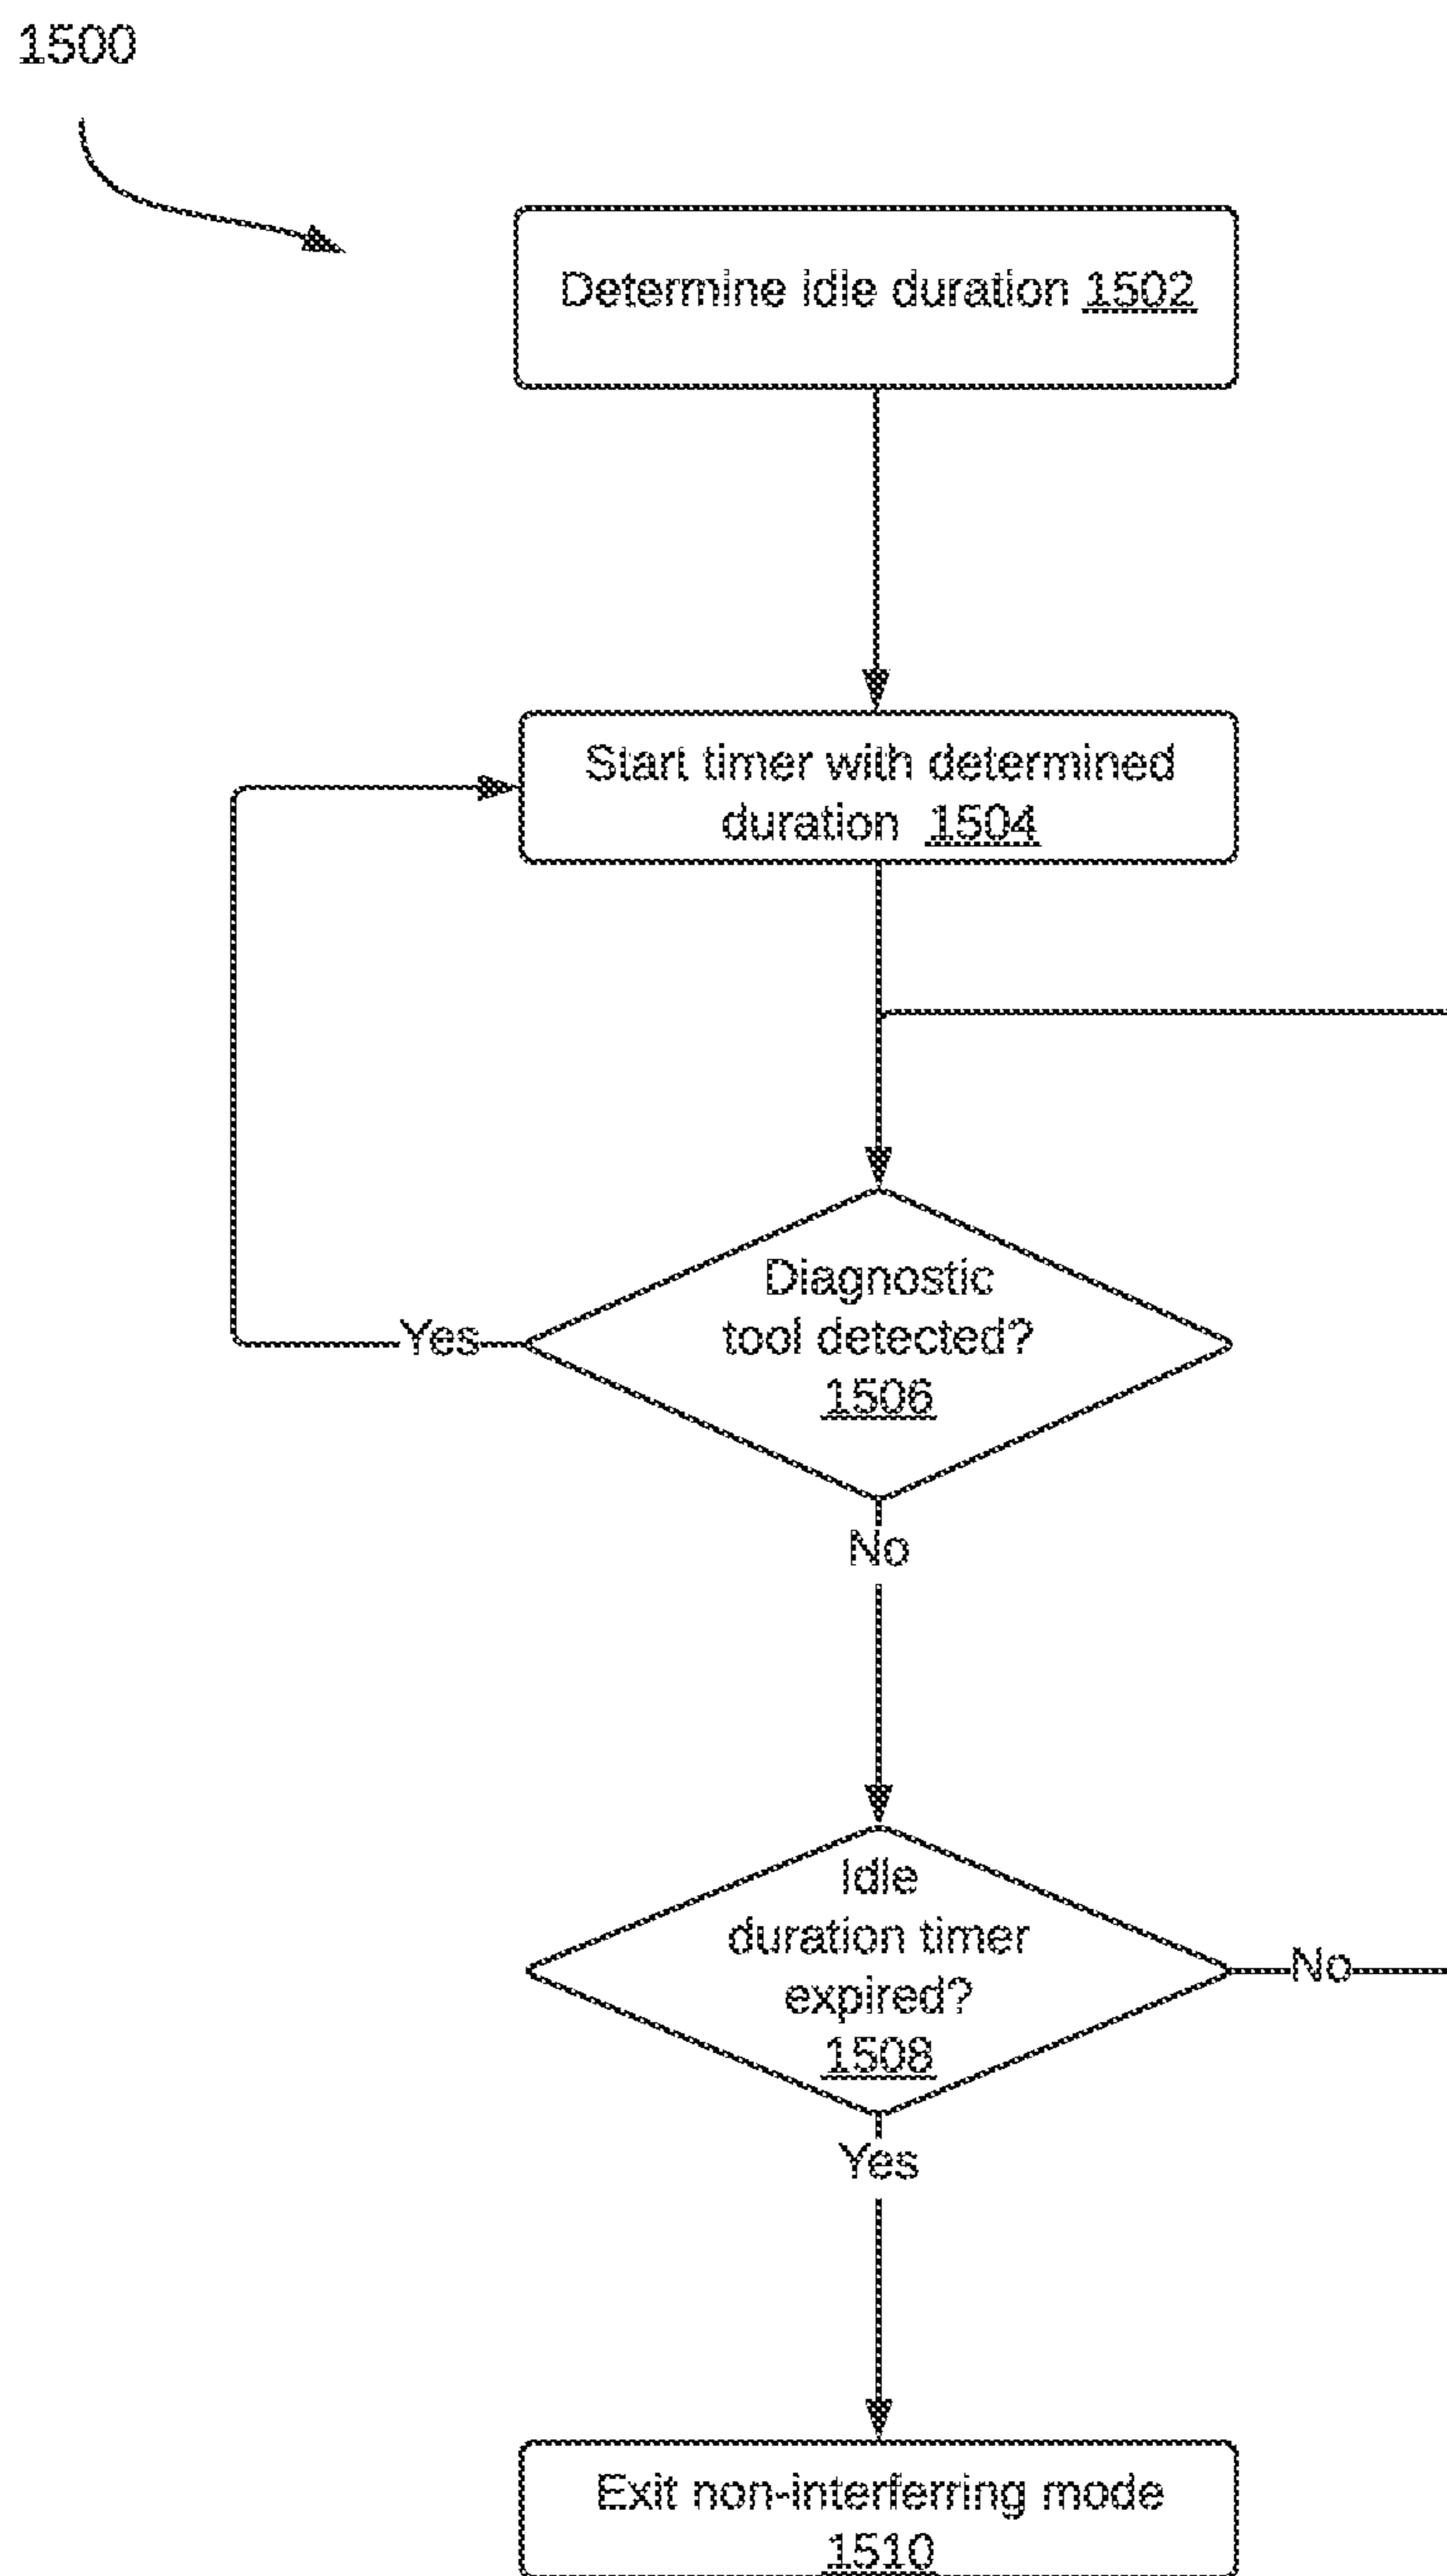 1500
Determine idle duration 1502
Start timer with determined
duration 1504
Diagnostic
tool detected?
1506
Yes
No
Idle
duration timer
expired?
1508
No
Yes
Exit non-interferring mode
1510